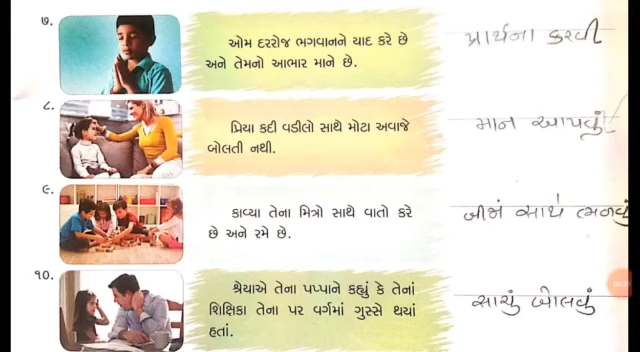 ૭.
ઓમ દરરોજ ભગવાનને યાદ કરે છે
અને તેમનો આભાર માને છે.
પ્રાર્થના કરવી
૮.
પ્રિયા કદી વડીલો સાથે મોટા અવાજે
બોલતી નથી.
માન આપવું
૯.
કાવ્યા તેના મિત્રો સાથે વાતો કરે
છે અને રમે છે.
સાથે ભળવું
૧૦.
શ્રેયાએ તેના પપ્પાને કહ્યું કે તેનાં
શિક્ષિકા તેના પર વર્ગમાં ગુસ્સે થયાં
હતાં.
સાચું બોલવું